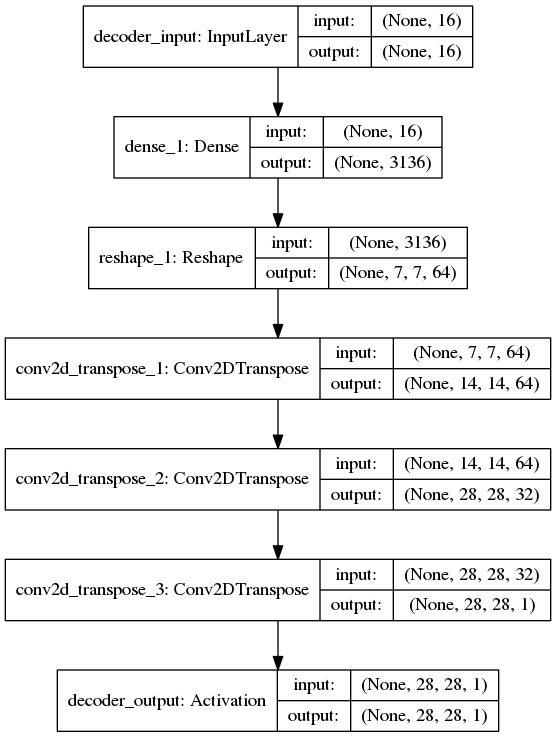 decoder_input: InputLayer
input: (None, 16)
output: (None, 16)
dense_1: Dense
input: (None, 16)
output: (None, 3136)
reshape_1: Reshape
input: (None, 3136)
output: (None, 7, 7, 64)
conv2d_transpose_1: Conv2DTranspose
input: (None, 7, 7, 64)
output: (None, 14, 14, 64)
conv2d_transpose_2: Conv2DTranspose
input: (None, 14, 14, 64)
output: (None, 28, 28, 32)
conv2d_transpose_3: Conv2DTranspose
input: (None, 28, 28, 32)
output: (None, 28, 28, 1)
decoder_output: Activation
input: (None, 28, 28, 1)
output: (None, 28, 28, 1)